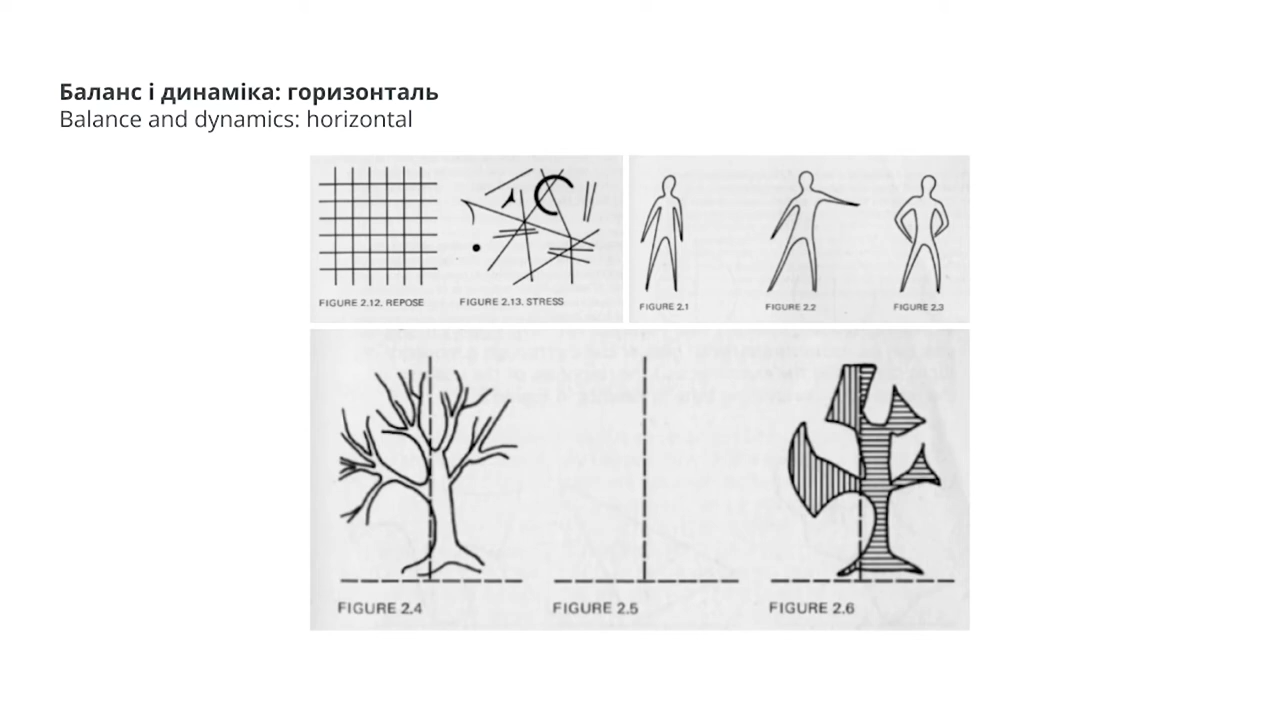 Баланс і динаміка: горизонталь
Balance and dynamics: horizontal
FIGURE 2.12. REPOSE
FIGURE 2.13. STRESS
FIGURE 2.1
FIGURE 2.2
FIGURE 2.3
FIGURE 2.4
FIGURE 2.5
FIGURE 2.6